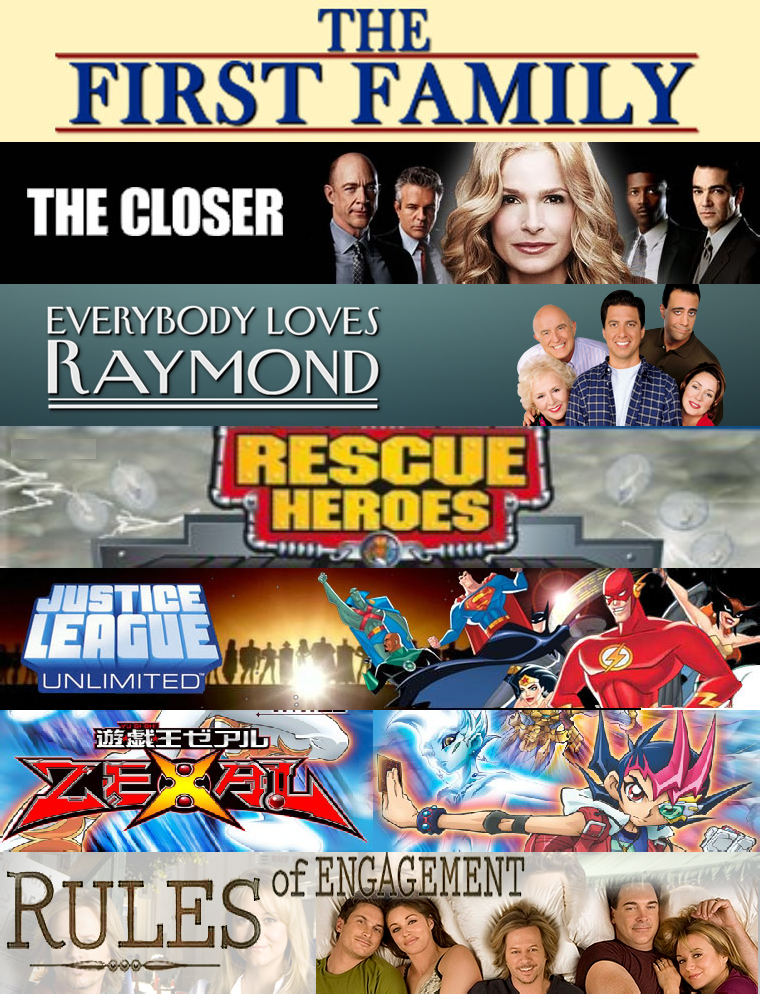 THE
FIRST FAMILY
THE CLOSER
EVERYBODY LOVES
RAYMOND
RESCUE
HEROES
JUSTICE
LEAGUE
UNLIMITED™
遊戯王ゼアル
ZEXAL
RULES of ENGAGEMENT